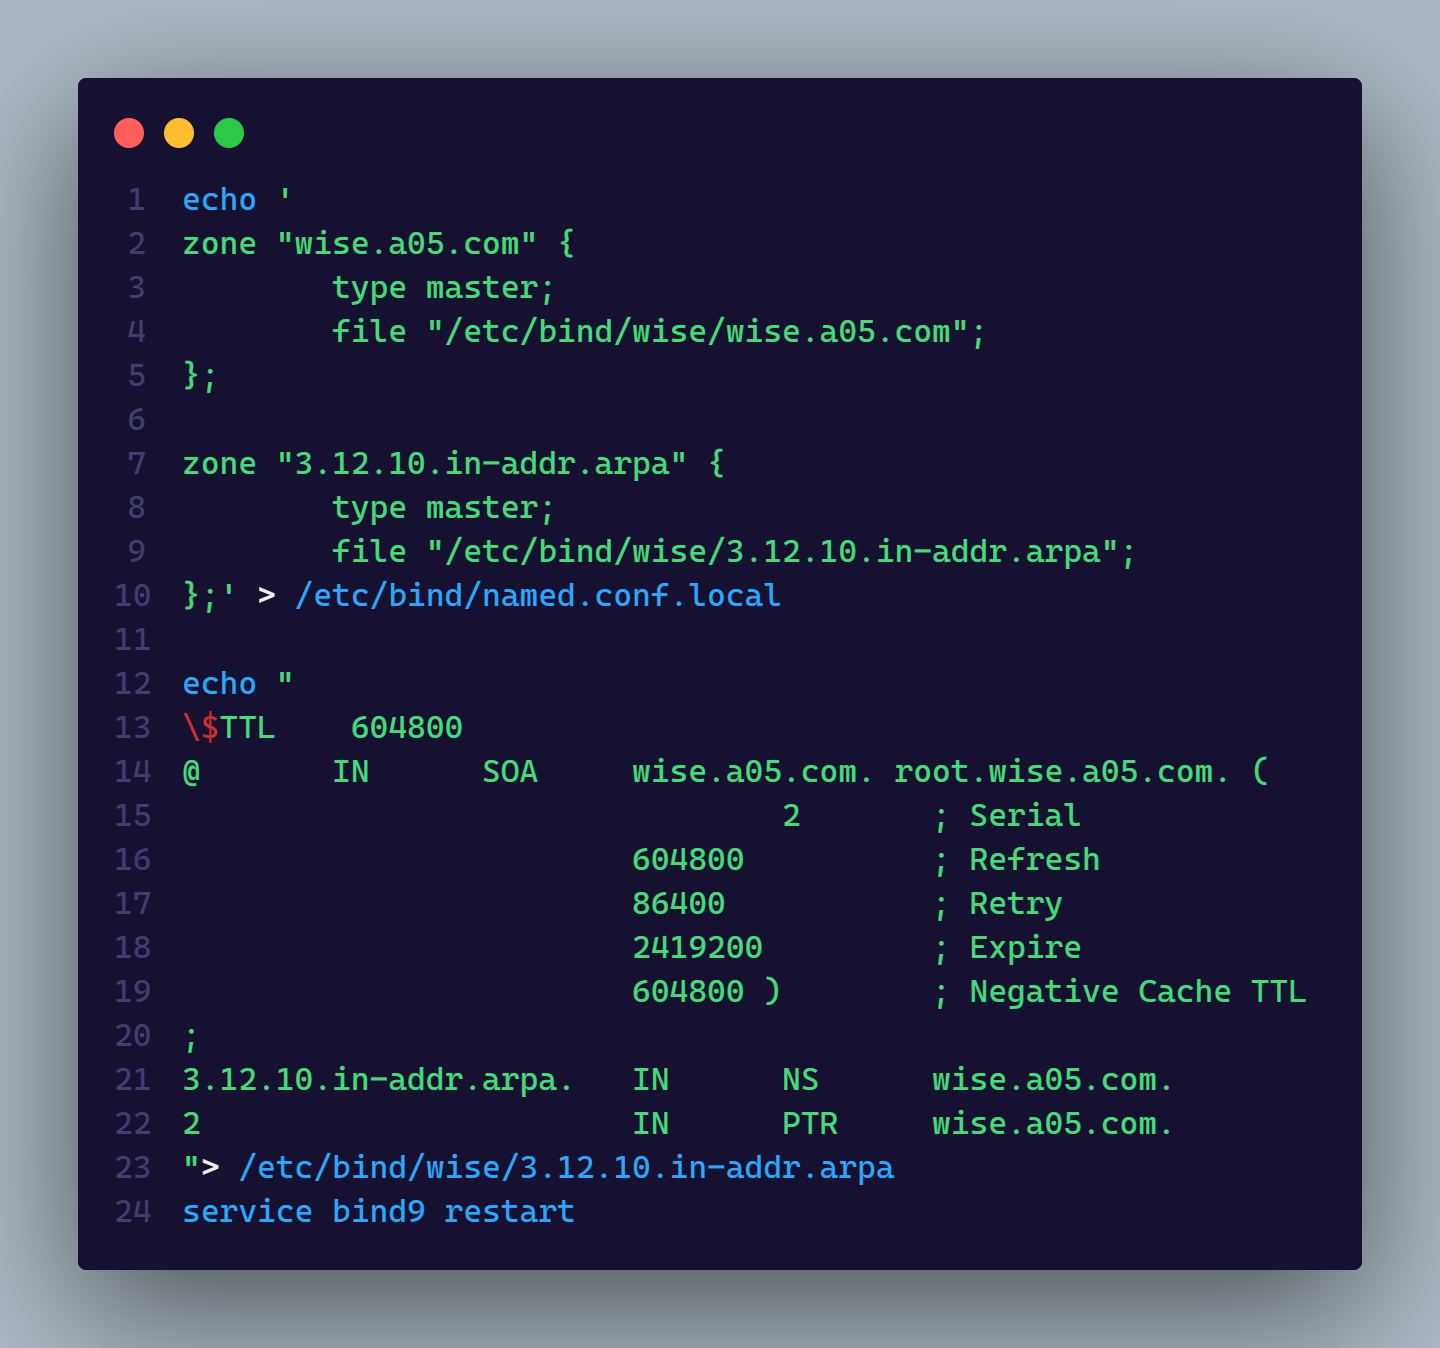 1 echo '
2 zone "wise.a05.com" {
3         type master;
4         file "/etc/bind/wise/wise.a05.com";
5 };
6
7 zone "3.12.10.in-addr.arpa" {
8         type master;
9         file "/etc/bind/wise/3.12.10.in-addr.arpa";
10 };' > /etc/bind/named.conf.local
11
12 echo "
13 \$TTL    604800
14 @       IN      SOA     wise.a05.com. root.wise.a05.com. (
15                                 2       ; Serial
16                         604800          ; Refresh
17                         86400           ; Retry
18                         2419200         ; Expire
19                         604800 )        ; Negative Cache TTL
20 ;
21 3.12.10.in-addr.arpa.   IN      NS      wise.a05.com.
22 2                       IN      PTR     wise.a05.com.
23 "> /etc/bind/wise/3.12.10.in-addr.arpa
24 service bind9 restart